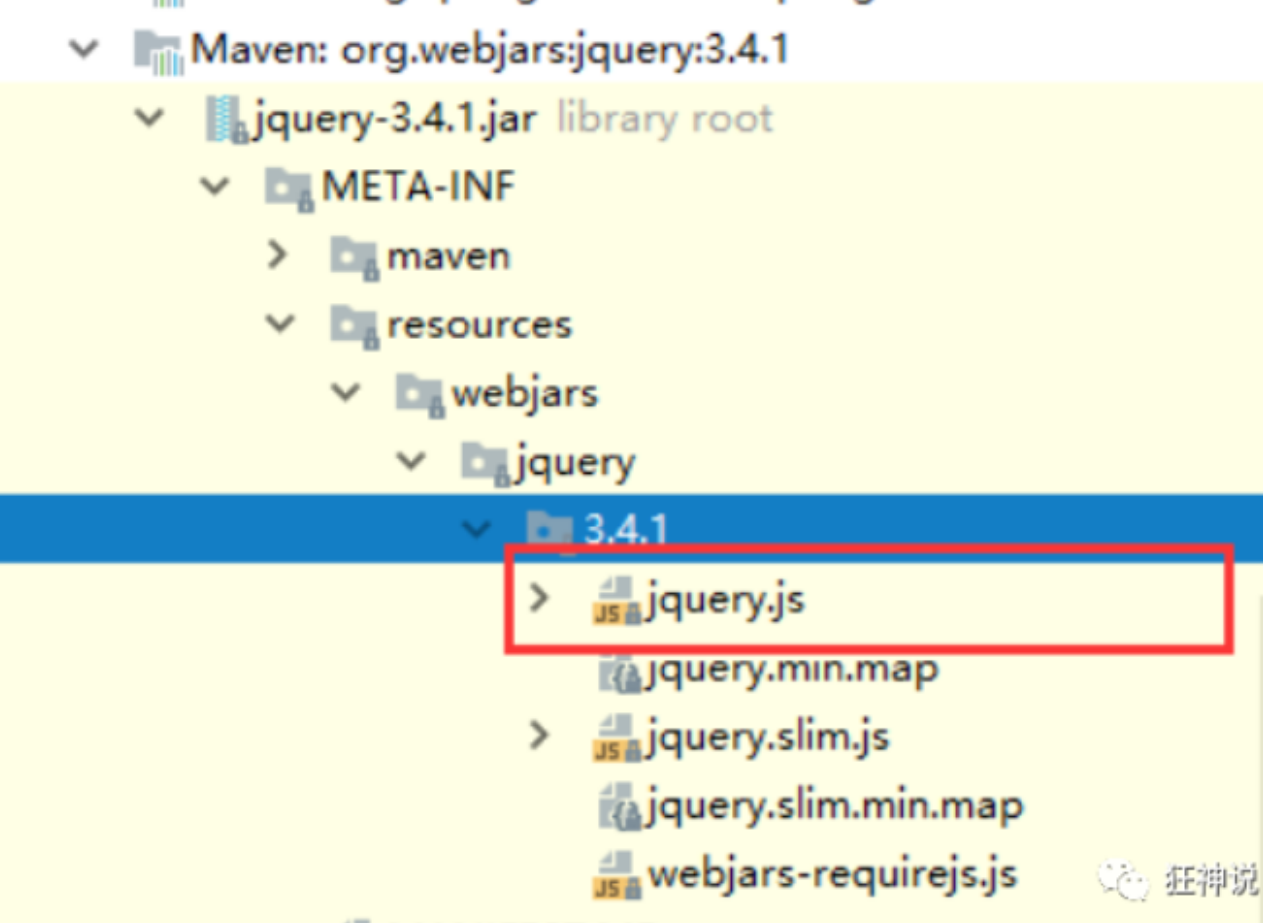 Maven: org.webjars:jquery:3.4.1
jquery-3.4.1.jar library root
META-INF
maven
resources
webjars
jquery
3.4.1
JS jquery.js
jquery.min.map
JS jquery.slim.js
jquery.slim.min.map
JS webjars-requirejs.js
狂神说